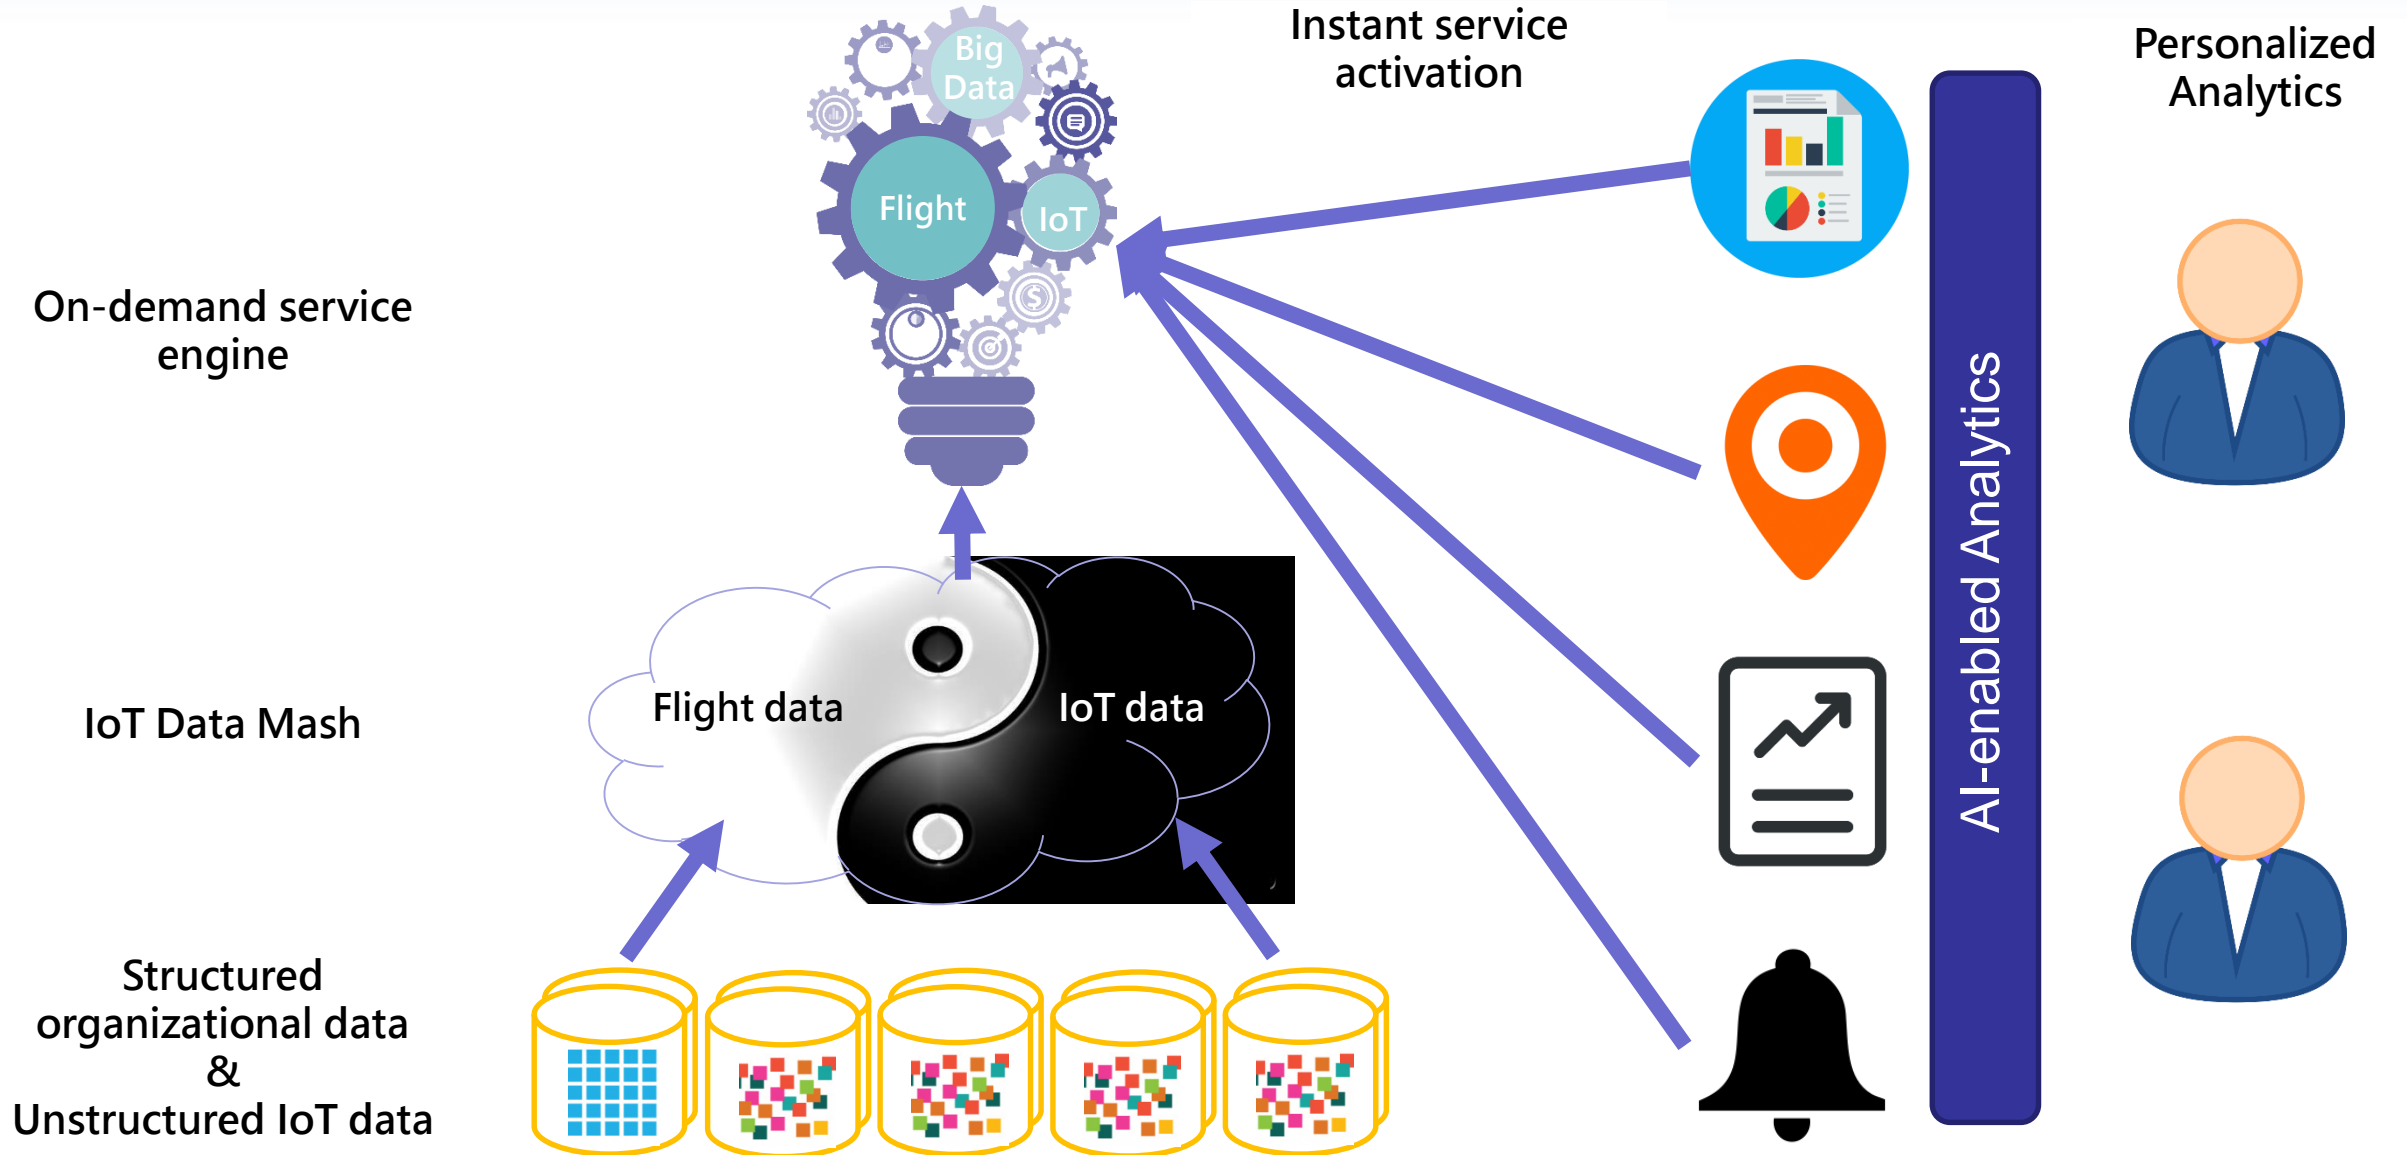 Instant service
activation
Personalized
Analytics
Big
Data
Flight
IoT
On-demand service
engine
AI-enabled Analytics
Flight data
IoT data
IoT Data Mash
Structured
organizational data
&
Unstructured IoT data